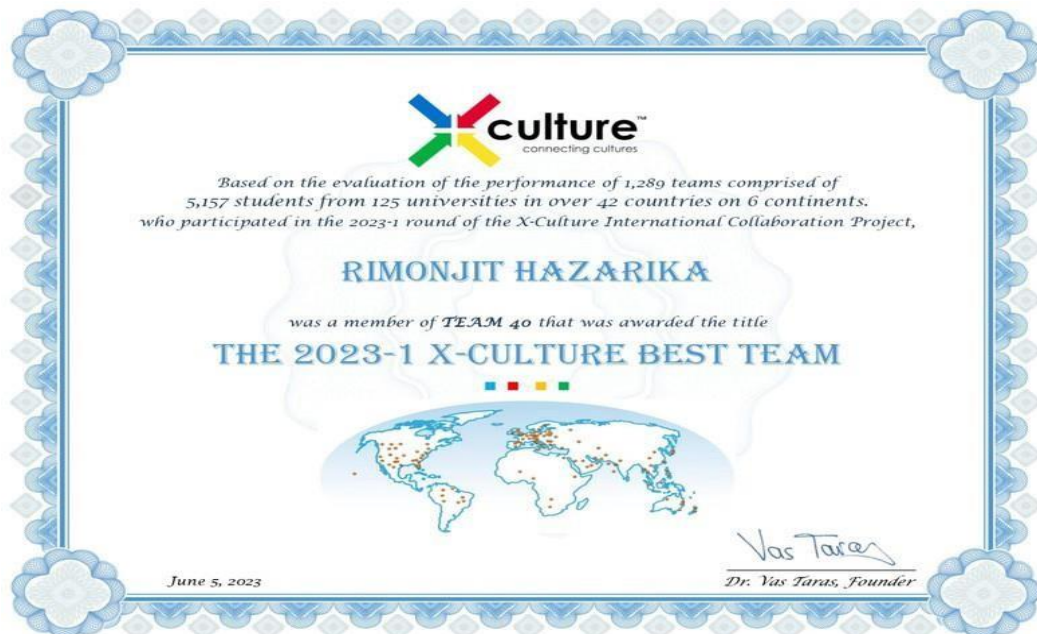 culture™
connecting cultures
Based on the evaluation of the performance of 1,289 teams comprised of
5,157 students from 125 universities in over 42 countries on 6 continents.
who participated in the 2023-1 round of the X-Culture International Collaboration Project,
RIMONJIT HAZARIKA
was a member of TEAM 40 that was awarded the title
THE 2023-1 X-CULTURE BEST TEAM
Vas Taras
June 5, 2023
Dr. Vas Taras, Founder